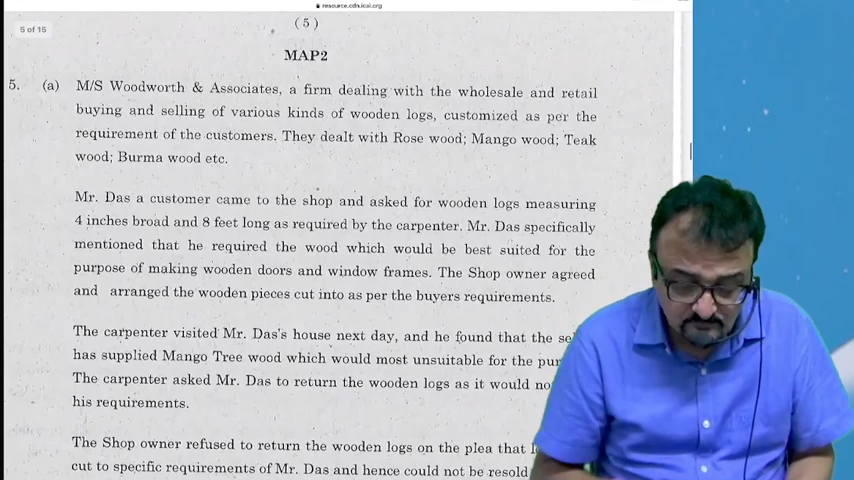 resource.cdn.icai.org
5 of 15
(5)
MAP2
5. (a) M/S Woodworth & Associates, a firm dealing with the wholesale and retail
buying and selling of various kinds of wooden logs, customized as per the
requirement of the customers. They dealt with Rose wood; Mango wood; Teak
wood; Burma wood etc.
Mr. Das a customer came to the shop and asked for wooden logs measuring
4 inches broad and 8 feet long as required by the carpenter. Mr. Das specifically
mentioned that he required the wood which would be best suited for the
purpose of making wooden doors and window frames. The Shop owner agreed
and arranged the wooden pieces cut into as per the buyers requirements.
The carpenter visited Mr. Das's house next day, and he found that the
has supplied Mango Tree wood which would most unsuitable for the
The carpenter asked Mr. Das to return the wooden logs as it would
his requirements.
The Shop owner refused to return the wooden logs on the plea that
cut to specific requirements of Mr. Das and hence could not be resold